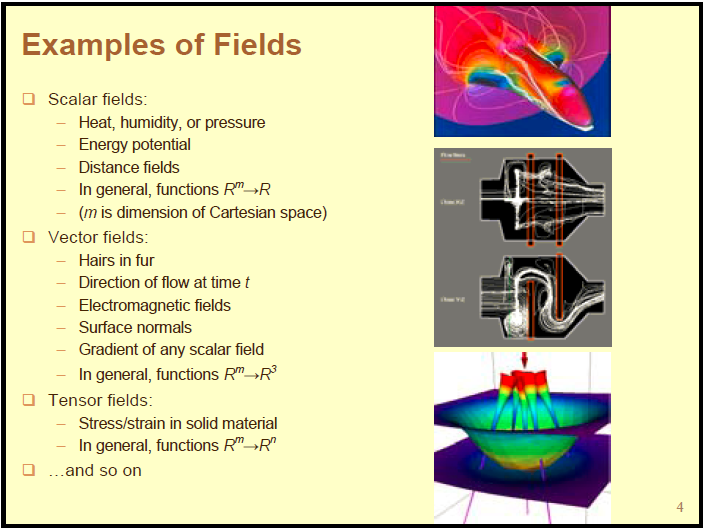 Examples of Fields
❑ Scalar fields:
– Heat, humidity, or pressure
– Energy potential
– Distance fields
– In general, functions Rᵐ→R
– (m is dimension of Cartesian space)
❑ Vector fields:
– Hairs in fur
– Direction of flow at time t
– Electromagnetic fields
– Surface normals
– Gradient of any scalar field
– In general, functions Rᵐ→R³
❑ Tensor fields:
– Stress/strain in solid material
– In general, functions Rᵐ→Rⁿ
❑ …and so on
4